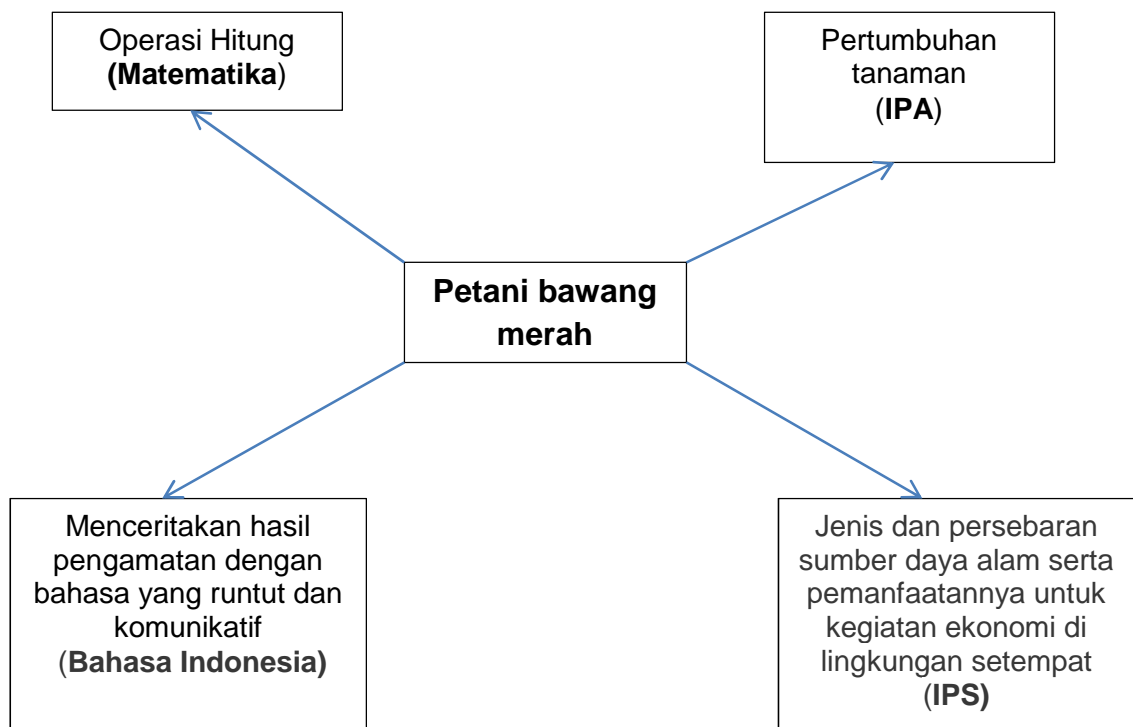 Operasi Hitung
(Matematika)
Pertumbuhan
tanaman
(IPA)
Petani bawang
merah
Menceritakan hasil
pengamatan dengan
bahasa yang runtut dan
komunikatif
(Bahasa Indonesia)
Jenis dan persebaran
sumber daya alam serta
pemanfaatannya untuk
kegiatan ekonomi di
lingkungan setempat
(IPS)